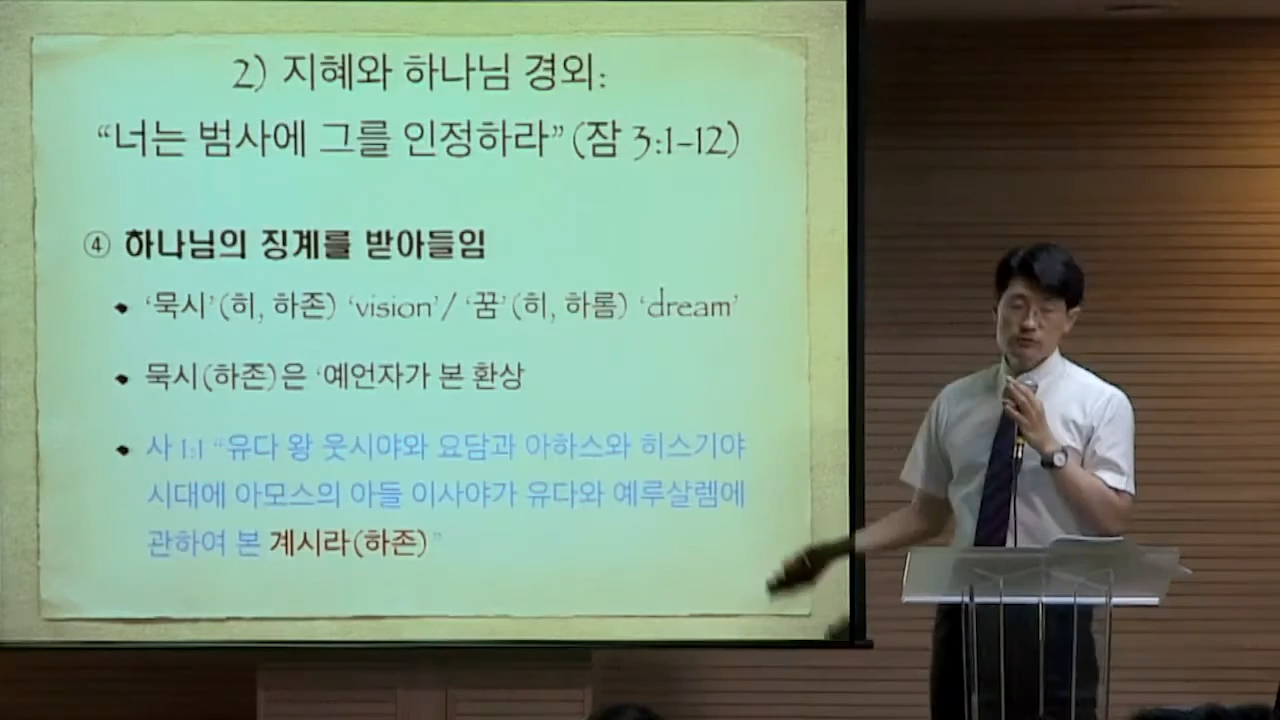 2) 지혜와 하나님 경외:
“너는 범사에 그를 인정하라”(잠 3:1-12)
④ 하나님의 징계를 받아들임
• ‘묵시’(히, 하존) ‘vision’/ ‘꿈’(히, 하롬) ‘dream’
• 묵시(하존)은 ‘예언자가 본 환상
• 사 1:1 “유다 왕 웃시야와 요담과 아하스와 히스기야
시대에 아모스의 아들 이사야가 유다와 예루살렘에
관하여 본 계시라(하존)”